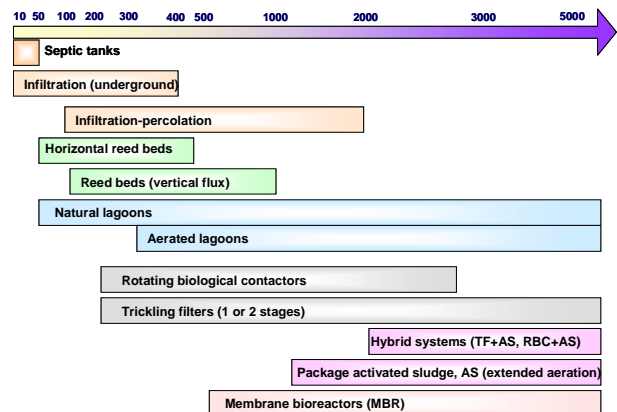 10 50 100 200 300 400 500 1000 2000 3000 5000
Septic tanks
Infiltration (underground)
Infiltration-percolation
Horizontal reed beds
Reed beds (vertical flux)
Natural lagoons
Aerated lagoons
Rotating biological contactors
Trickling filters (1 or 2 stages)
Hybrid systems (TF+AS, RBC+AS)
Package activated sludge, AS (extended aeration)
Membrane bioreactors (MBR)